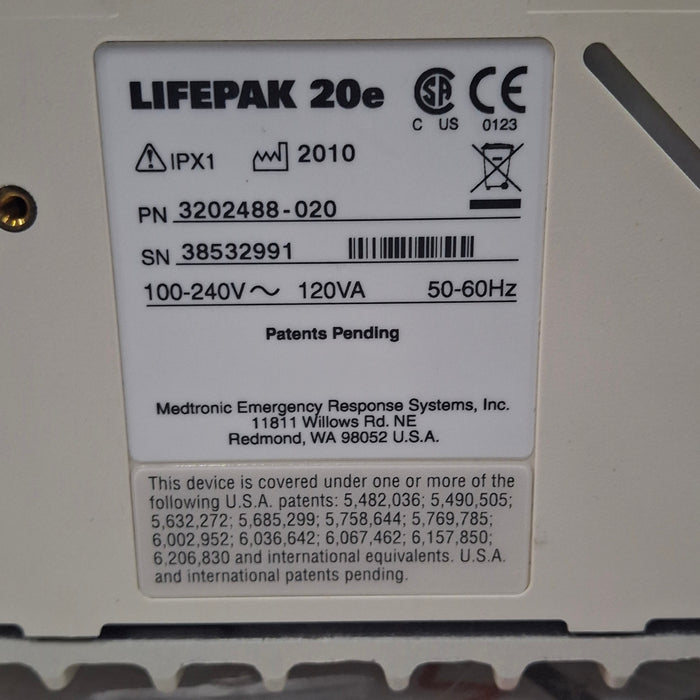 LIFEPAK 20e
C US 0123
IPX1 2010
PN 3202488-020
SN 38532991
100-240V~ 120VA 50-60Hz
Patents Pending
Medtronic Emergency Response Systems, Inc.
11811 Willows Rd. NE
Redmond, WA 98052 U.S.A.
This device is covered under one or more of the
following U.S.A. patents: 5,482,036; 5,490,505;
5,632,272; 5,685,299; 5,758,644; 5,769,785;
6,002,952; 6,036,642; 6,067,462; 6,157,850;
6,206,830 and international equivalents. U.S.A.
and international patents pending.